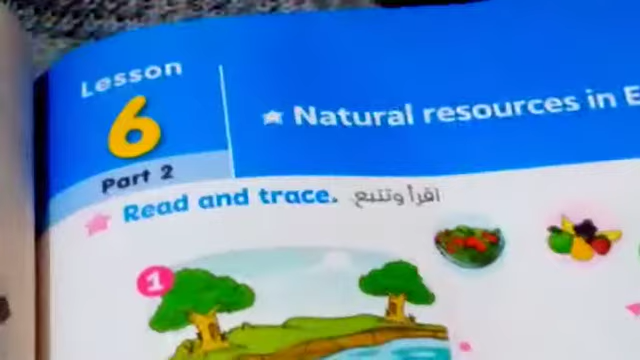 Lesson
6
Part 2
★ Natural resources in E
★ Read and trace. اقرأ وتتبع
1